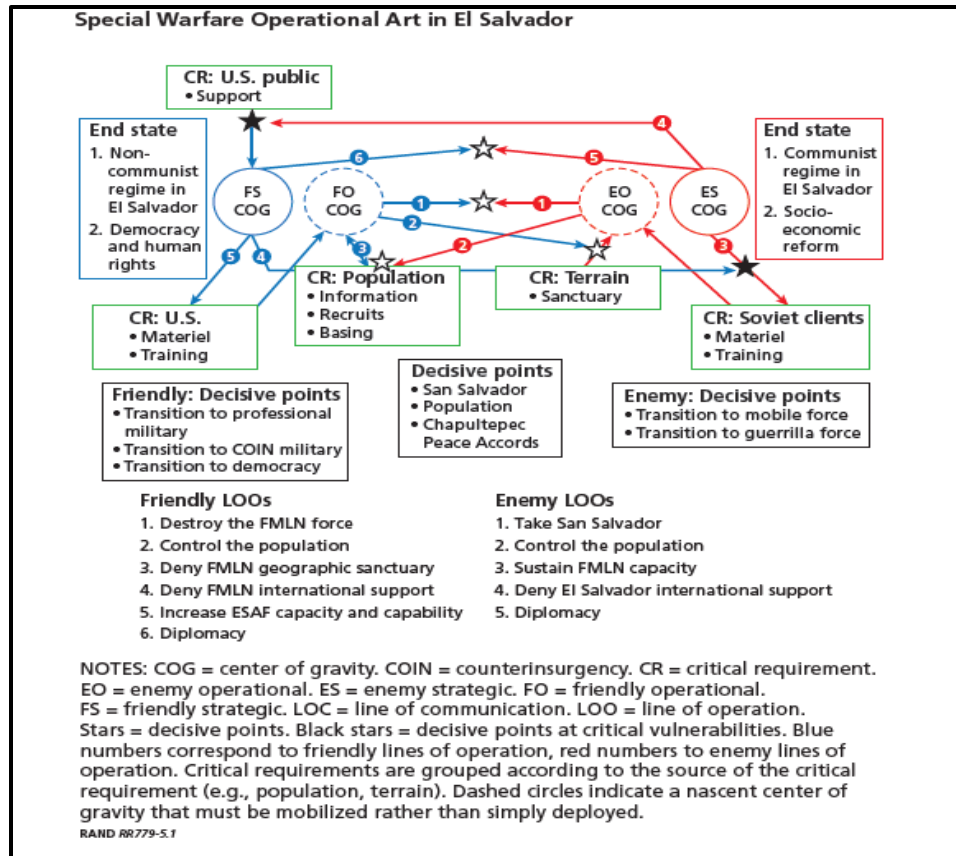 Special Warfare Operational Art in El Salvador
CR: U.S. public
• Support
End state
1. Non-
communist
regime in
El Salvador
2. Democracy
and human
rights
End state
1. Communist
regime in
El Salvador
2. Socio-
economic
reform
4
6
5
FS
COG
FO
COG
EO
COG
ES
COG
1
1
2
2
5
4
3
3
CR: Population
• Information
• Recruits
• Basing
CR: Terrain
• Sanctuary
CR: U.S.
• Materiel
• Training
CR: Soviet clients
• Materiel
• Training
Friendly: Decisive points
• Transition to professional
military
• Transition to COIN military
• Transition to democracy
Decisive points
• San Salvador
• Population
• Chapultepec
Peace Accords
Enemy: Decisive points
• Transition to mobile force
• Transition to guerrilla force
Friendly LOOs
1. Destroy the FMLN force
2. Control the population
3. Deny FMLN geographic sanctuary
4. Deny FMLN international support
5. Increase ESAF capacity and capability
6. Diplomacy
Enemy LOOs
1. Take San Salvador
2. Control the population
3. Sustain FMLN capacity
4. Deny El Salvador international support
5. Diplomacy
NOTES: COG = center of gravity. COIN = counterinsurgency. CR = critical requirement.
EO = enemy operational. ES = enemy strategic. FO = friendly operational.
FS = friendly strategic. LOC = line of communication. LOO = line of operation.
Stars = decisive points. Black stars = decisive points at critical vulnerabilities. Blue
numbers correspond to friendly lines of operation, red numbers to enemy lines of
operation. Critical requirements are grouped according to the source of the critical
requirement (e.g., population, terrain). Dashed circles indicate a nascent center of
gravity that must be mobilized rather than simply deployed.
RAND RR779-5.1